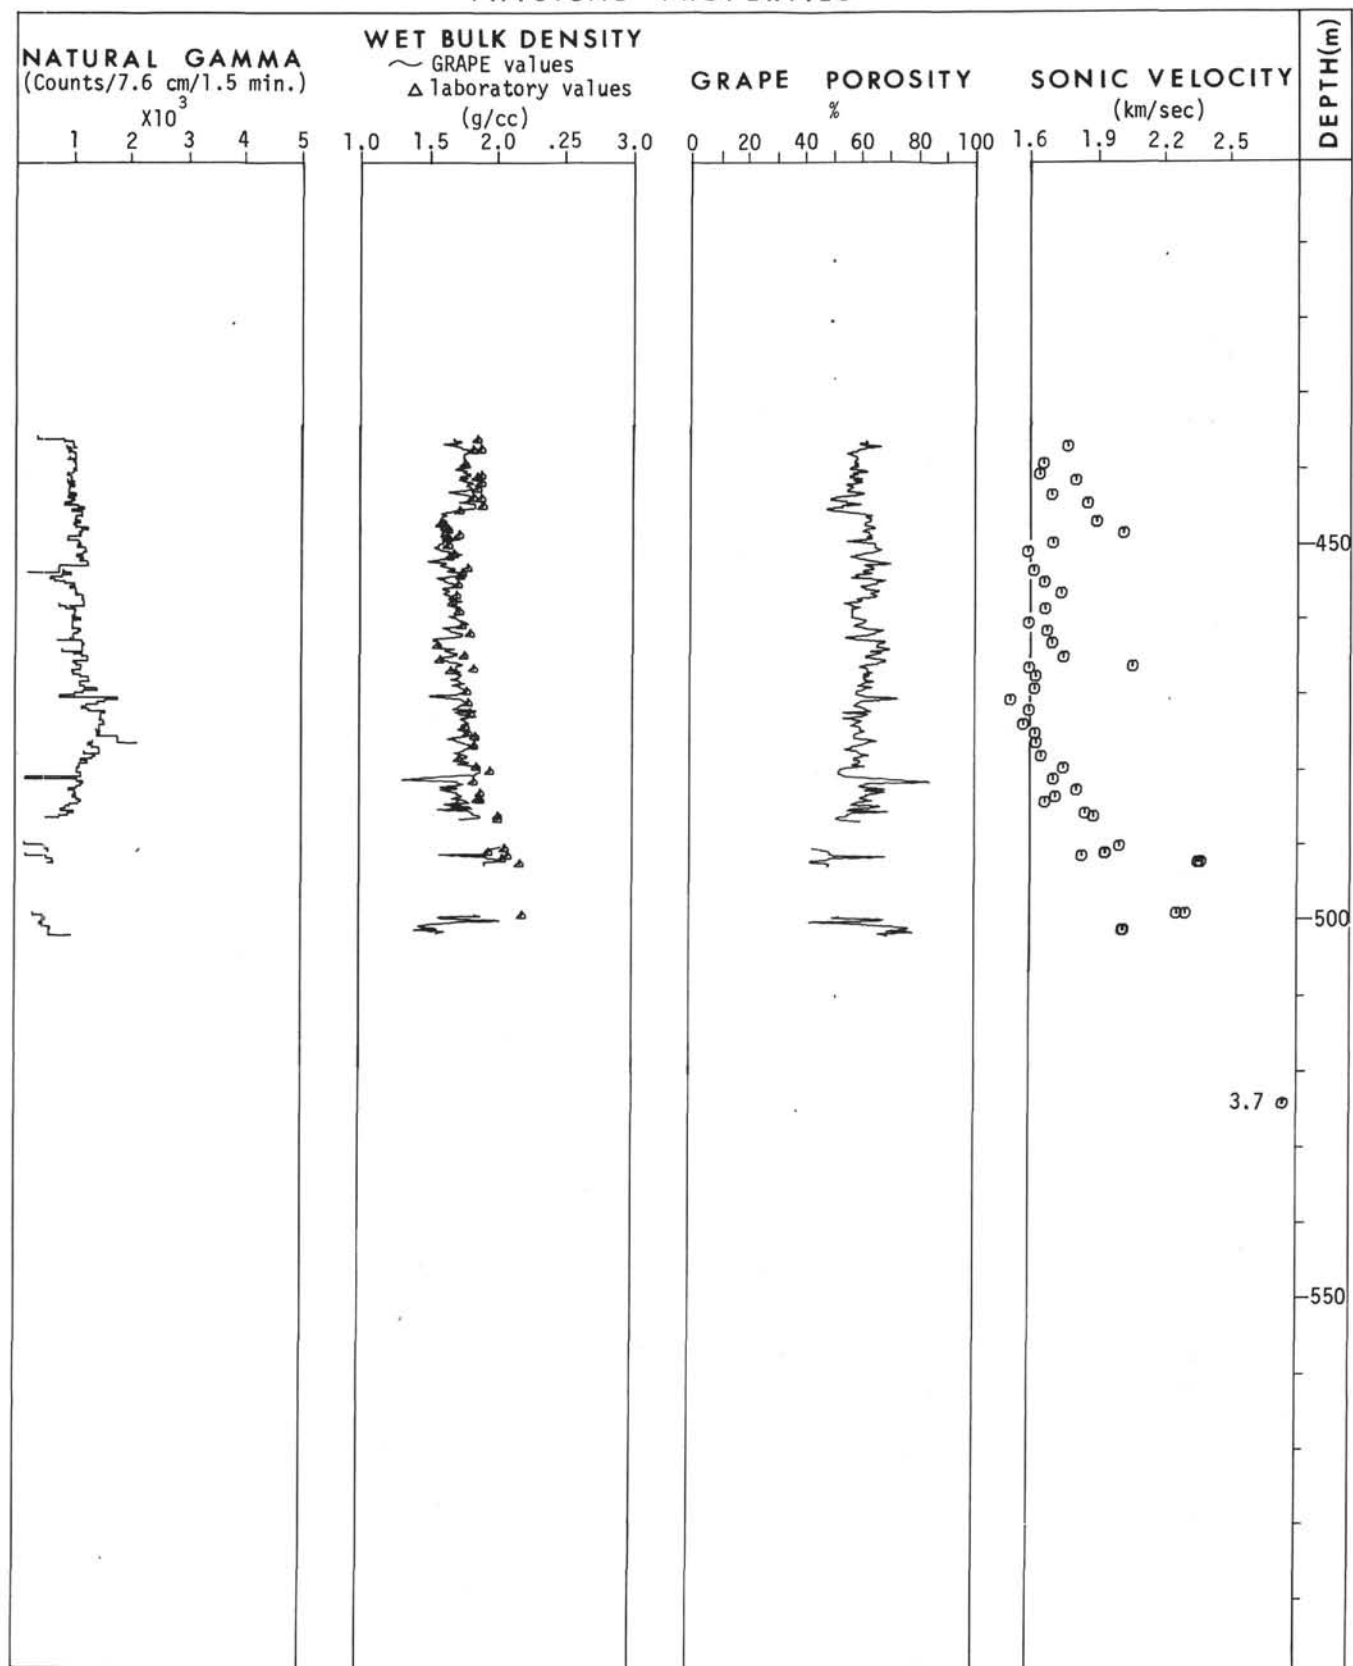 NATURAL GAMMA
(Counts/7.6 cm/1.5 min.)
X10³
1 2 3 4 5
WET BULK DENSITY
~ GRAPE values
△ laboratory values
(g/cc)
1.0 1.5 2.0 .25 3.0
GRAPE POROSITY
%
0 20 40 60 80 100
SONIC VELOCITY
(km/sec)
1.6 1.9 2.2 2.5
DEPTH(m)
450
500
3.7
550